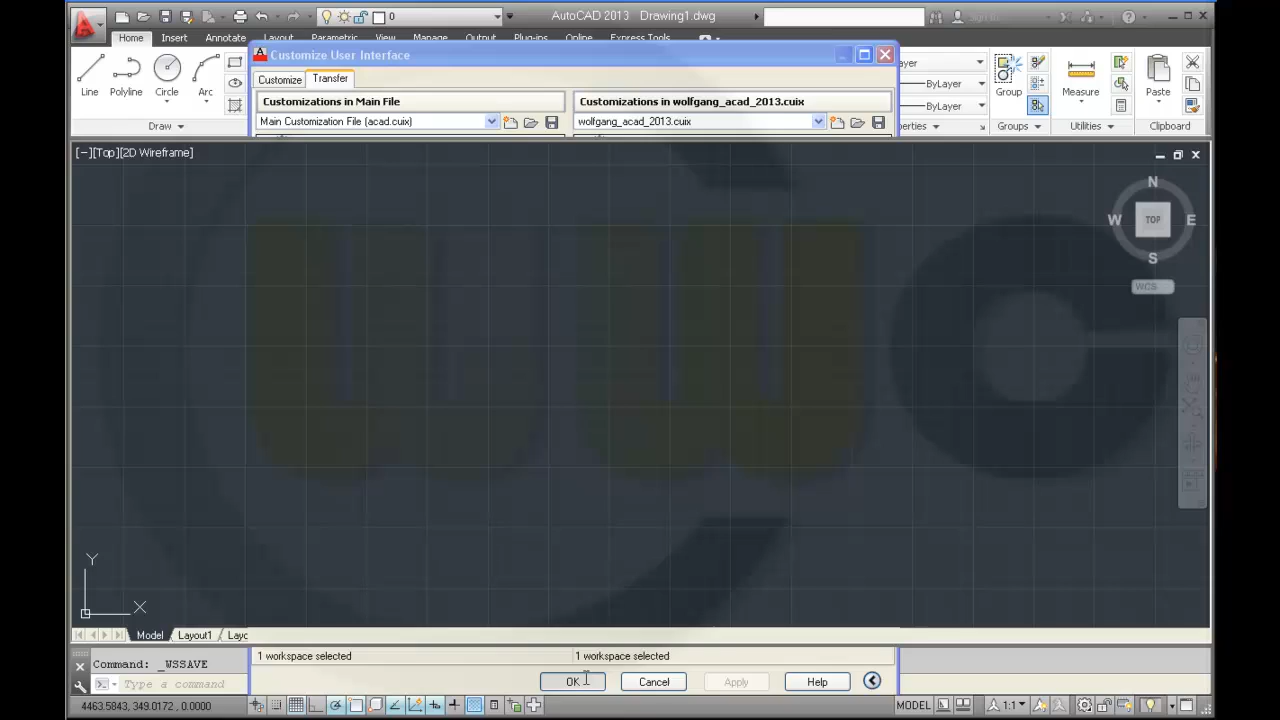 0
AutoCAD 2013 Drawing1.dwg
Home Insert Annotate Layout Parametric View Manage Output Plug-ins Online Express Tools
Customize User Interface
Customize Transfer
Customizations in Main File
Customizations in wolfgang_acad_2013.cuix
Main Customization File (acad.cuix)
wolfgang_acad_2013.cuix
Line Polyline Circle Arc
Draw
ByLayer
ByLayer
Group
Groups
Measure
Utilities
Paste
Clipboard
[−][Top][2D Wireframe]
N
W TOP E
S
WCS
Y
X
Model Layout1
1 workspace selected
1 workspace selected
Command: _WSSAVE
Type a command
OK Cancel Apply Help
4463.5843, 349.0172, 0.0000
MODEL
1:1